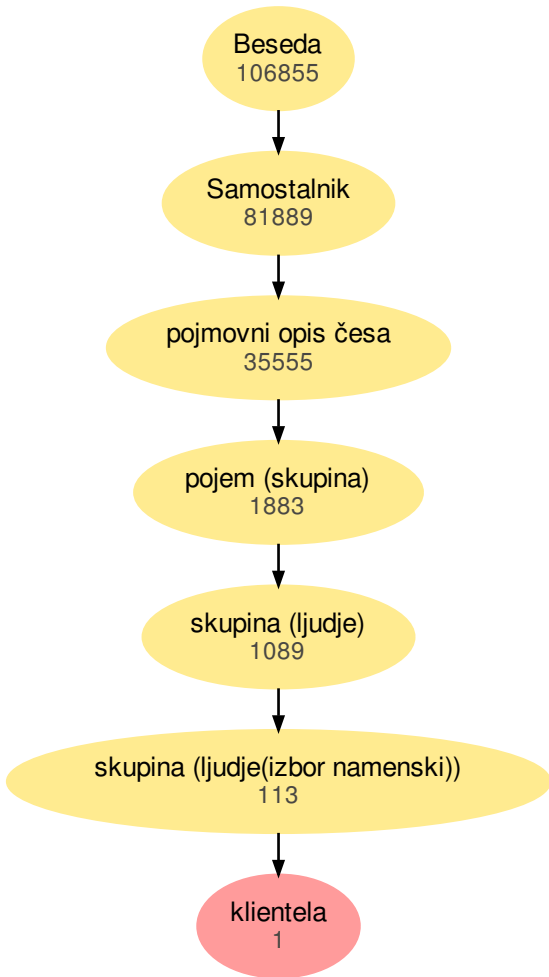 Beseda
106855
Samostalnik
81889
pojmovni opis česa
35555
pojem (skupina)
1883
skupina (ljudje)
1089
skupina (ljudje(izbor namenski))
113
klientela
1